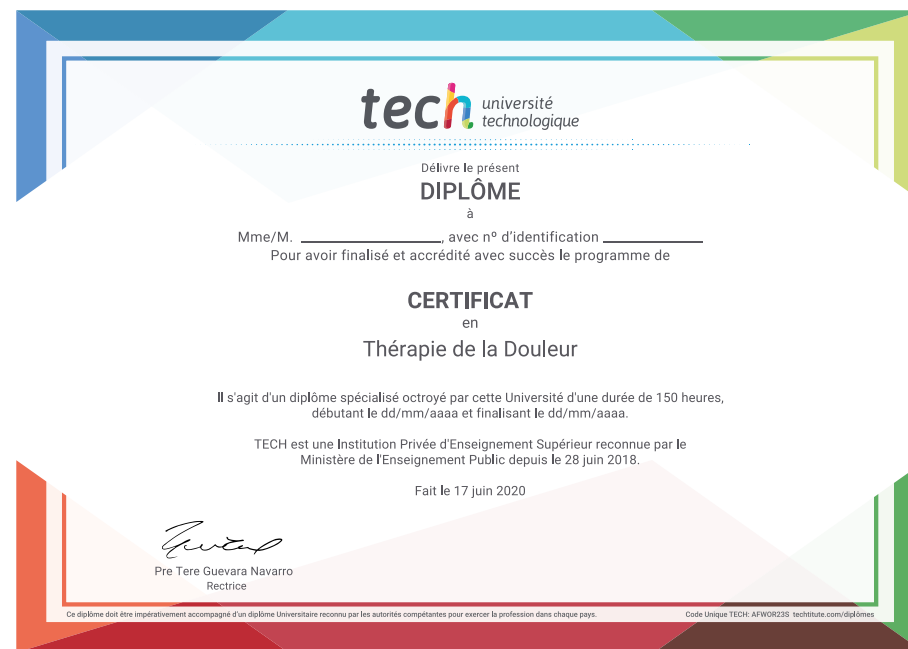 tech université
technologique
Délivre le présent
DIPLÔME
à
Mme/M. ____________________, avec nº d'identification ______________
Pour avoir finalisé et accrédité avec succès le programme de
CERTIFICAT
en
Thérapie de la Douleur
Il s'agit d'un diplôme spécialisé octroyé par cette Université d'une durée de 150 heures,
débutant le dd/mm/aaaa et finalisant le dd/mm/aaaa.
TECH est une Institution Privée d'Enseignement Supérieur reconnue par le
Ministère de l'Enseignement Public depuis le 28 juin 2018.
Fait le 17 juin 2020
Pre Tere Guevara Navarro
Rectrice
Ce diplôme doit être impérativement accompagné d'un diplôme Universitaire reconnu par les autorités compétentes pour exercer la profession dans chaque pays.
Code Unique TECH: AFWOR23S techtitute.com/diplômes